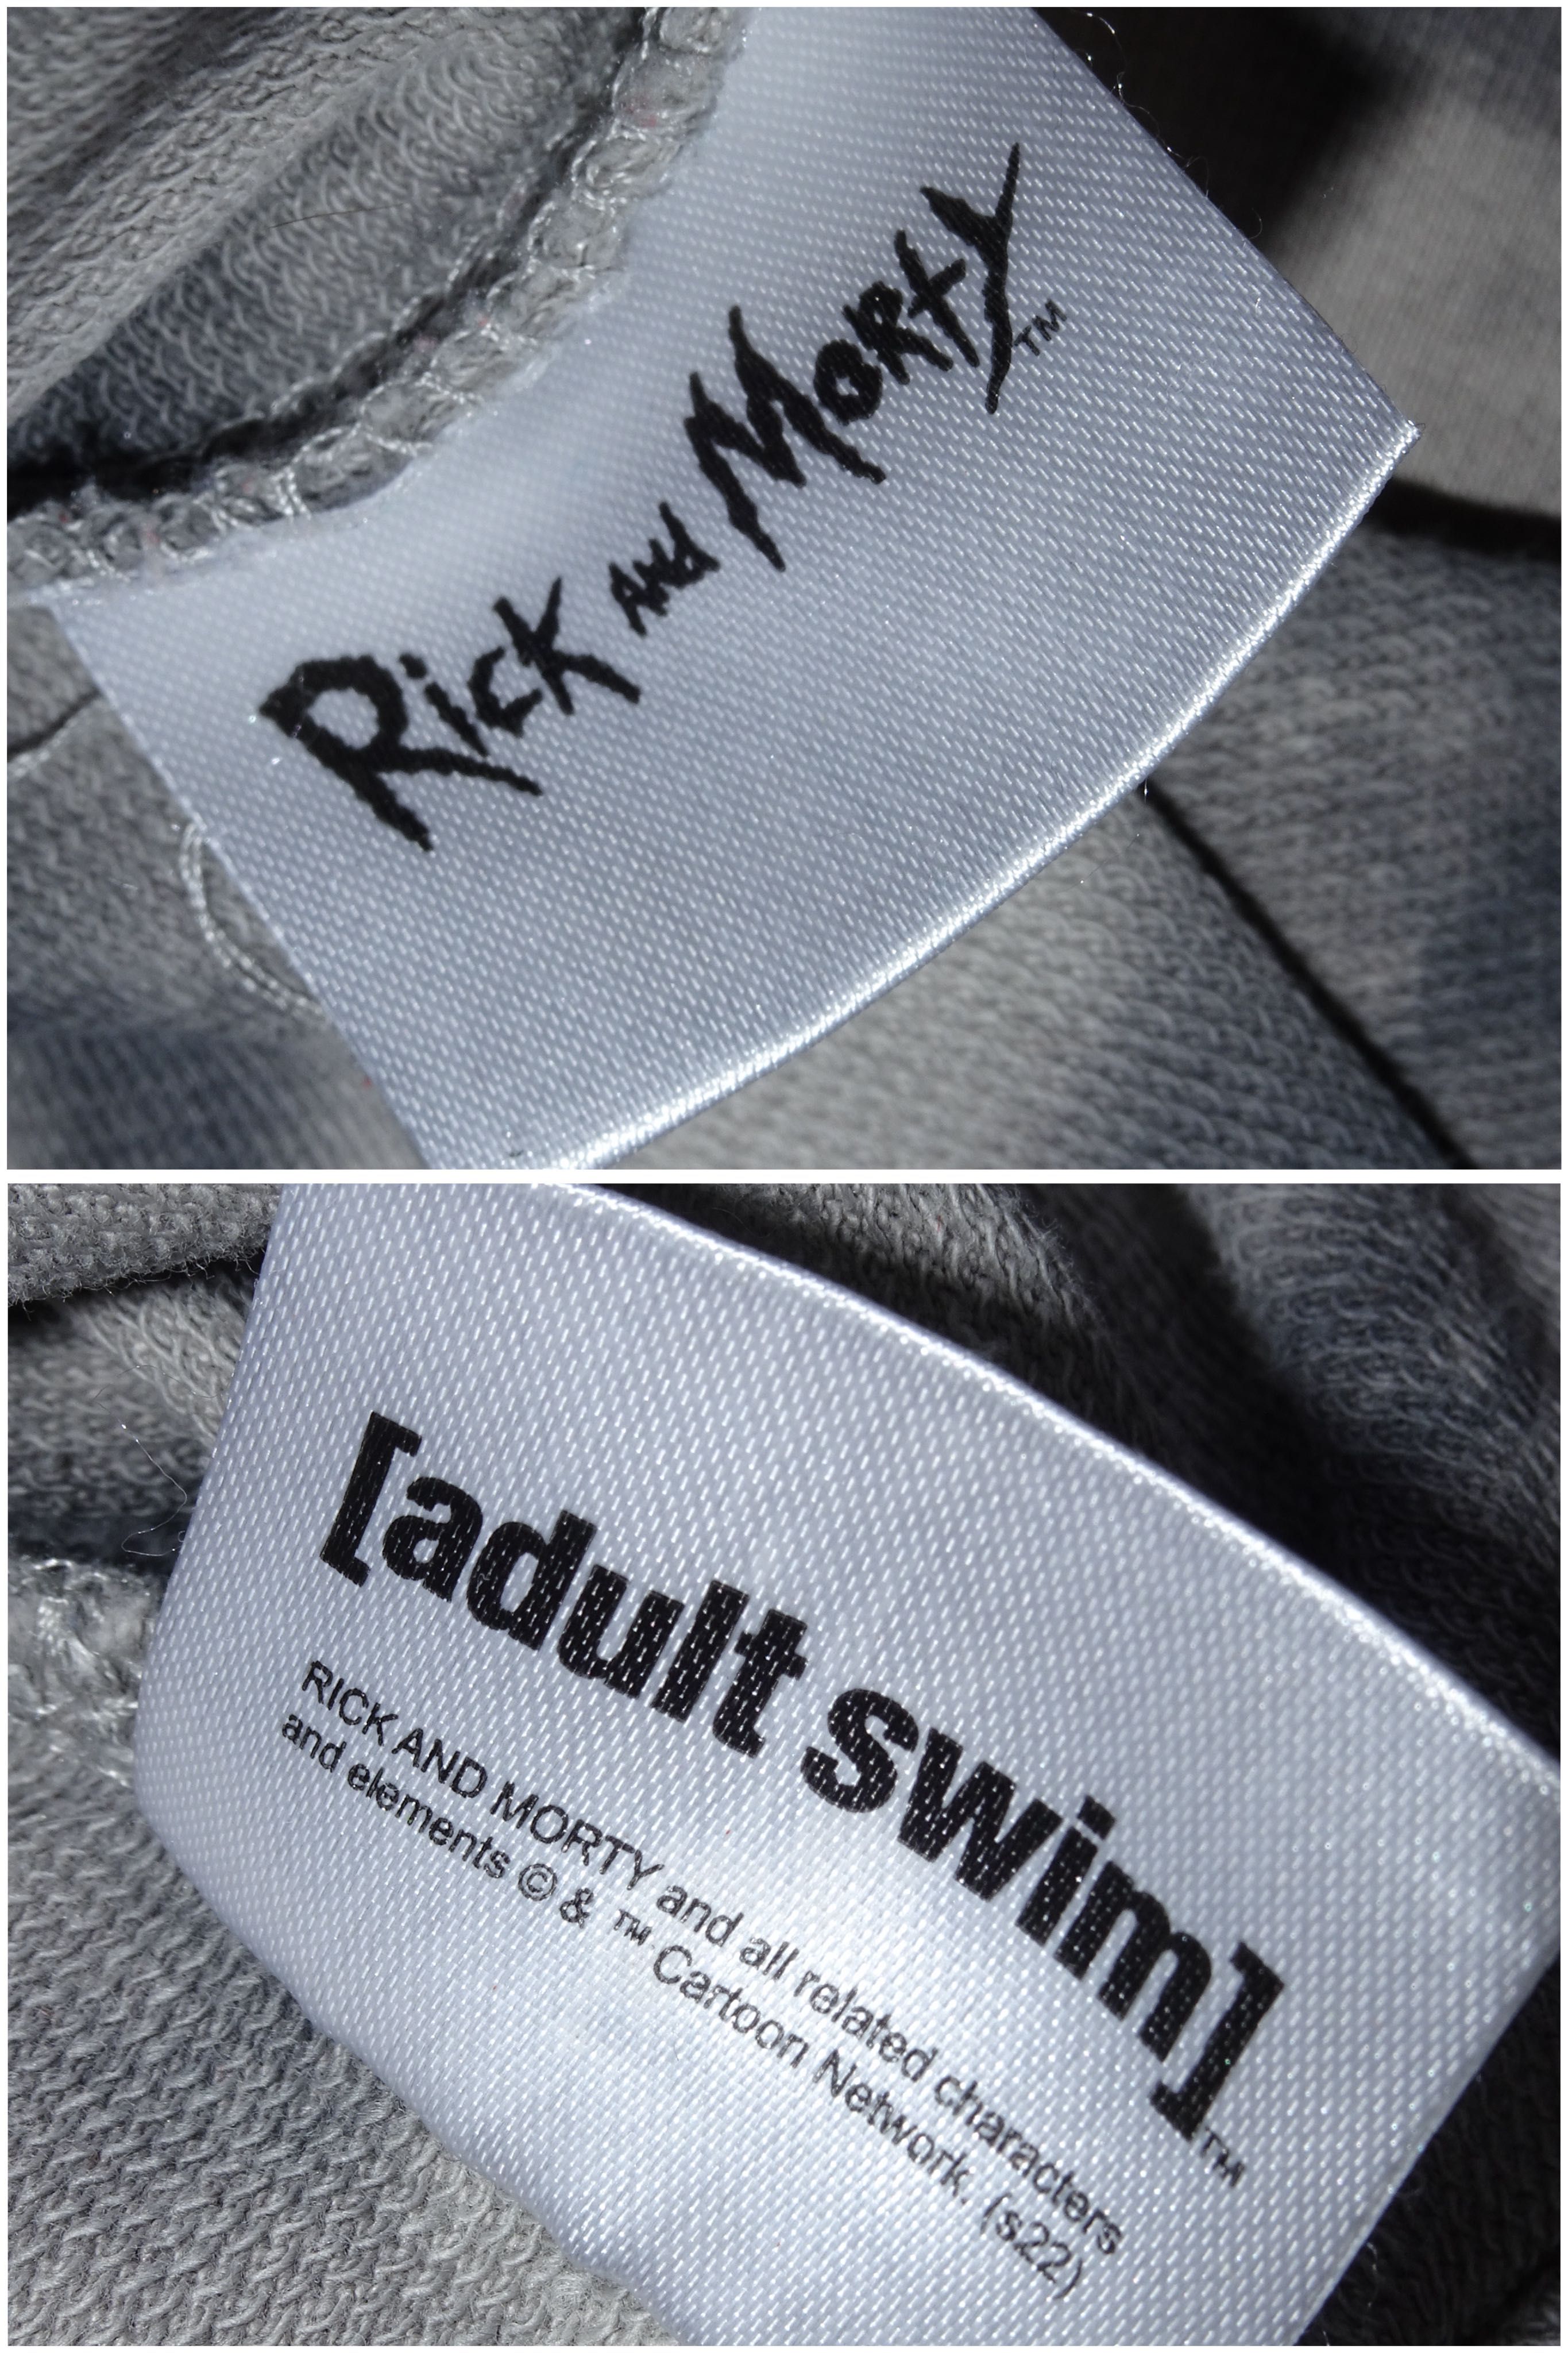 Rick and Morty™
[adult swim]™
RICK AND MORTY and all related characters
and elements © & ™ Cartoon Network. (s22)